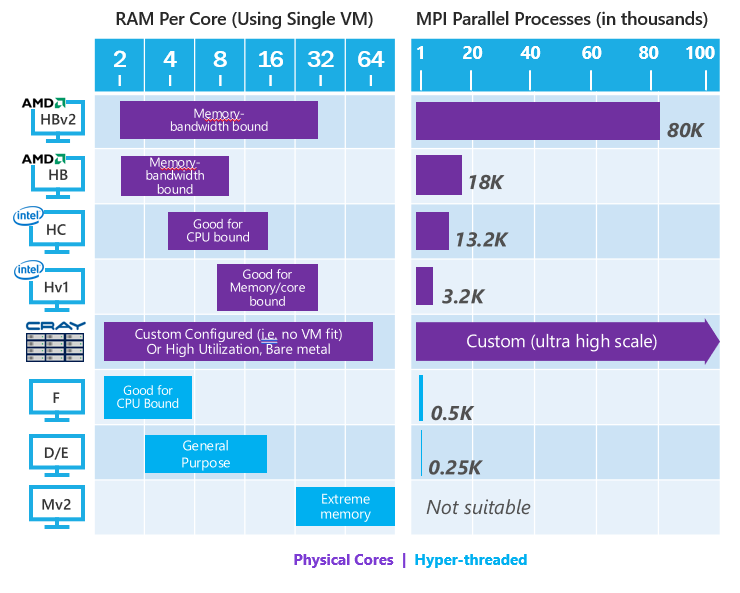 RAM Per Core (Using Single VM)
MPI Parallel Processes (in thousands)
2 4 8 16 32 64
1 20 40 60 80 100
AMD
HBv2
Memory-
bandwidth bound
80K
AMD
HB
Memory-
bandwidth
bound
18K
intel
HC
Good for
CPU bound
13.2K
intel
Hv1
Good for
Memory/core
bound
3.2K
CRAY
Custom Configured (i.e. no VM fit)
Or High Utilization, Bare metal
Custom (ultra high scale)
F
Good for
CPU Bound
0.5K
D/E
General
Purpose
0.25K
Mv2
Extreme
memory
Not suitable
Physical Cores | Hyper-threaded